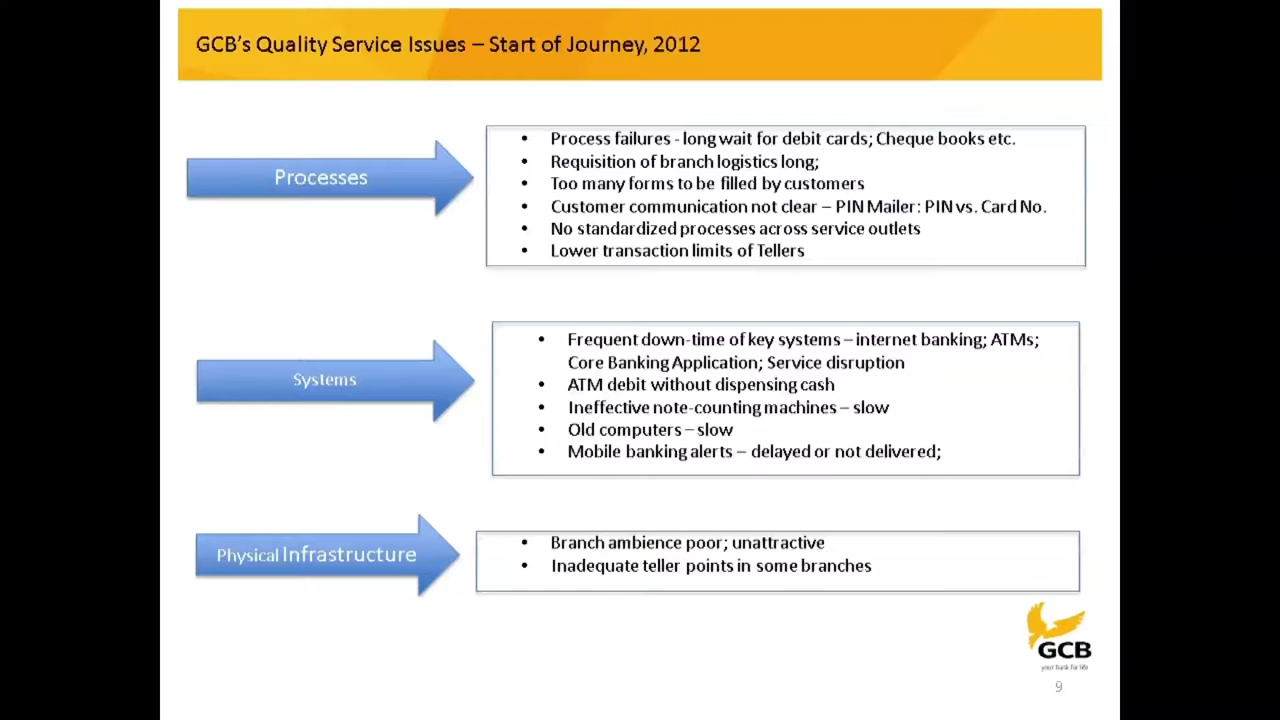 GCB's Quality Service Issues – Start of Journey, 2012
Processes
• Process failures - long wait for debit cards; Cheque books etc.
• Requisition of branch logistics long;
• Too many forms to be filled by customers
• Customer communication not clear – PIN Mailer: PIN vs. Card No.
• No standardized processes across service outlets
• Lower transaction limits of Tellers
Systems
• Frequent down-time of key systems – internet banking; ATMs;
Core Banking Application; Service disruption
• ATM debit without dispensing cash
• Ineffective note-counting machines – slow
• Old computers – slow
• Mobile banking alerts – delayed or not delivered;
Physical Infrastructure
• Branch ambience poor; unattractive
• Inadequate teller points in some branches
GCB
your bank for life
9